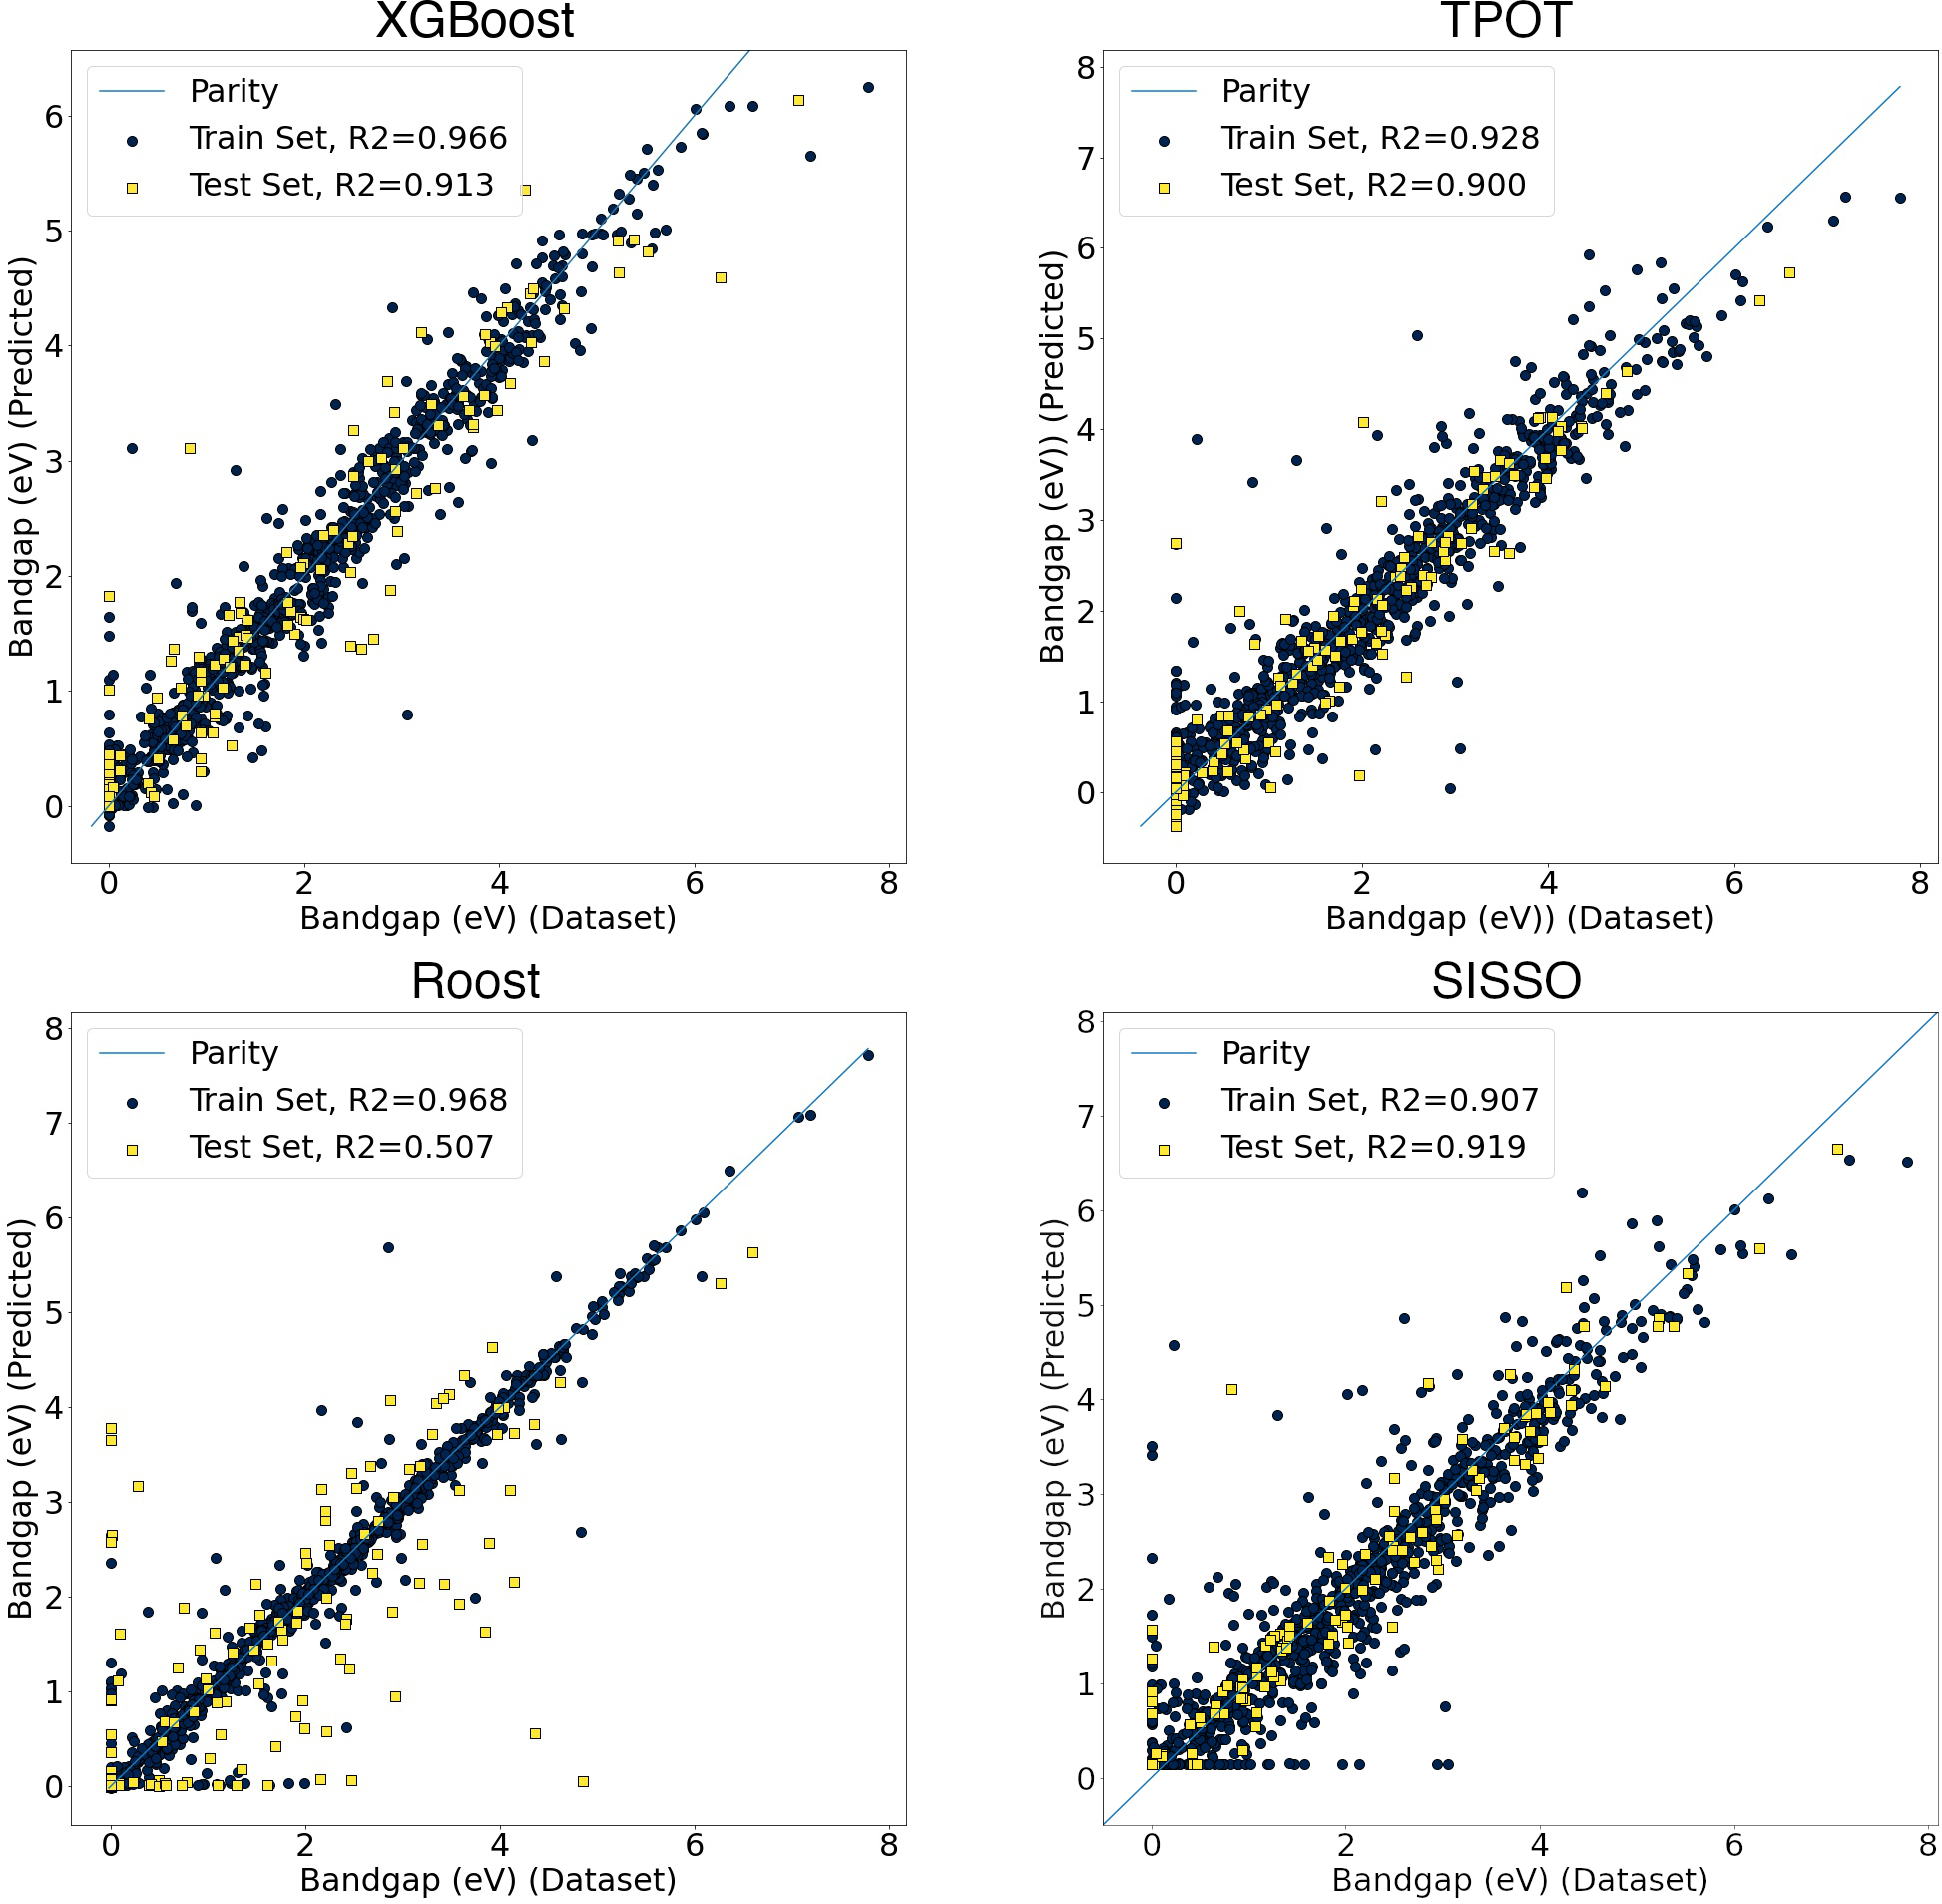 XGBoost
Parity
Train Set, R2=0.966
Test Set, R2=0.913
Bandgap (eV) (Predicted)
6
5
4
3
2
1
0
0 2 4 6 8
Bandgap (eV) (Dataset)
TPOT
Parity
Train Set, R2=0.928
Test Set, R2=0.900
Bandgap (eV)) (Predicted)
8
7
6
5
4
3
2
1
0
0 2 4 6 8
Bandgap (eV)) (Dataset)
Roost
Parity
Train Set, R2=0.968
Test Set, R2=0.507
Bandgap (eV) (Predicted)
8
7
6
5
4
3
2
1
0
0 2 4 6 8
Bandgap (eV) (Dataset)
SISSO
Parity
Train Set, R2=0.907
Test Set, R2=0.919
Bandgap (eV) (Predicted)
8
7
6
5
4
3
2
1
0
0 2 4 6 8
Bandgap (eV) (Dataset)